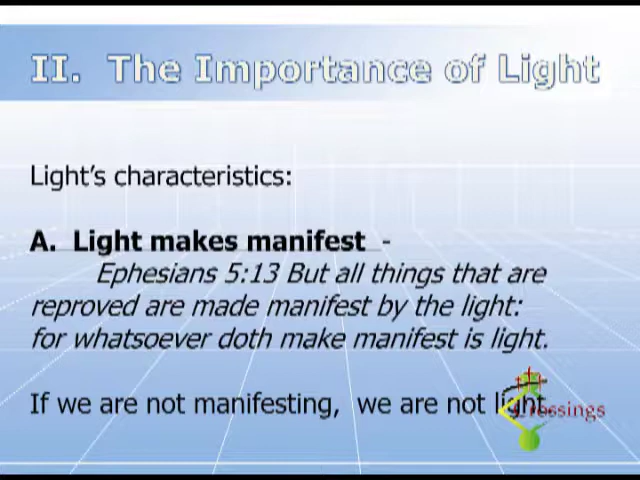 II. The Importance of Light
Light's characteristics:
A. Light makes manifest -
Ephesians 5:13 But all things that are
reproved are made manifest by the light:
for whatsoever doth make manifest is light.
If we are not manifesting, we are not light.
Crossings